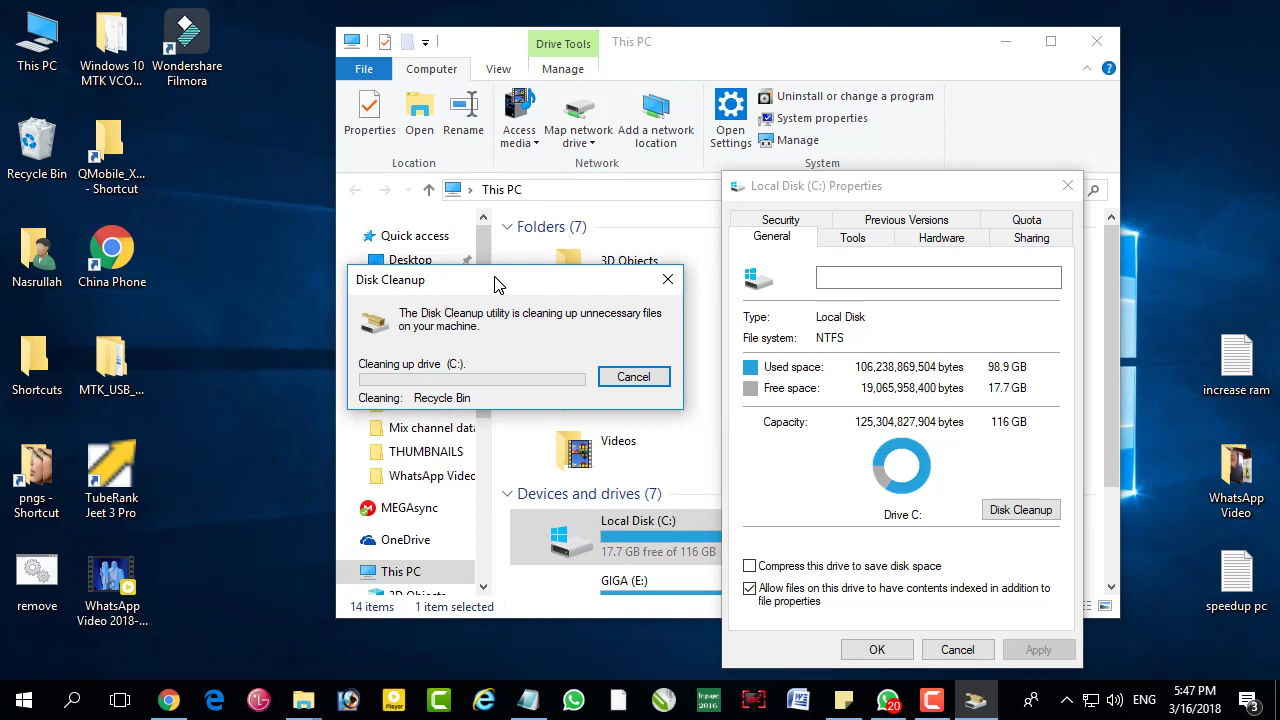 This PC
Windows 10
MTK VCO...
Wondershare
Filmora
Recycle Bin
QMobile_X...
- Shortcut
Nasrullah
China Phone
Shortcuts
MTK_USB_...
pngs -
Shortcut
TubeRank
Jeet 3 Pro
remove
WhatsApp
Video 2018-...
Drive Tools
This PC
File
Computer
View
Manage
Properties
Open
Rename
Access
media
Map network
drive
Add a network
location
Open
Settings
Uninstall or change a program
System properties
Manage
Location
Network
System
This PC
Quick access
Desktop
Folders (7)
3D Objects
Disk Cleanup
The Disk Cleanup utility is cleaning up unnecessary files
on your machine.
Cleaning up drive (C:).
Cancel
Cleaning: Recycle Bin
Mix channel data
THUMBNAILS
WhatsApp Video
MEGAsync
OneDrive
This PC
3D Objects
Videos
Devices and drives (7)
Local Disk (C:)
17.7 GB free of 116 GB
GIGA (E:)
14 items
1 item selected
Local Disk (C:) Properties
Security
Previous Versions
Quota
General
Tools
Hardware
Sharing
Type: Local Disk
File system: NTFS
Used space: 106,238,869,504 bytes 98.9 GB
Free space: 19,065,958,400 bytes 17.7 GB
Capacity: 125,304,827,904 bytes 116 GB
Drive C:
Disk Cleanup
Compress this drive to save disk space
Allow files on this drive to have contents indexed in addition to
file properties
OK
Cancel
Apply
increase ram
WhatsApp
Video
speedup pc
Player
Inpage
2016
20
ENG
5:47 PM
3/16/2018
3